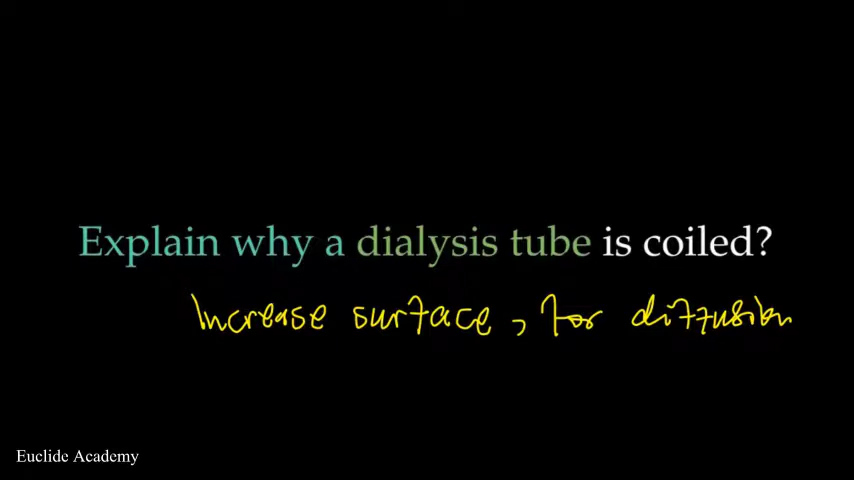 Explain why a dialysis tube is coiled?
Increase surface, for diffusion
Euclide Academy